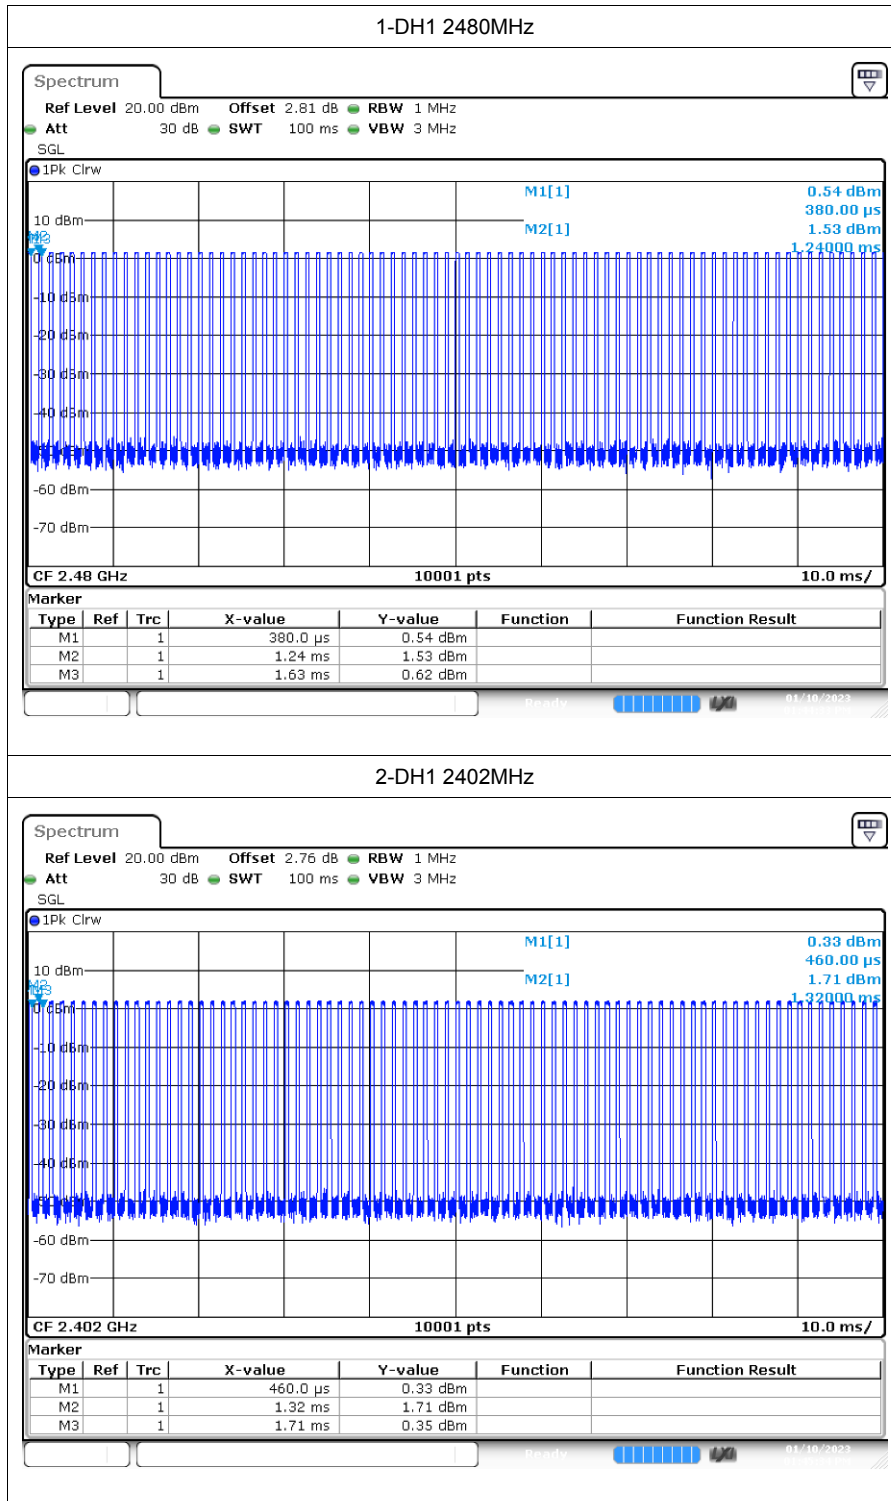 1-DH1 2480MHz
Spectrum
Ref Level 20.00 dBm Offset 2.81 dB RBW 1 MHz
Att 30 dB SWT 100 ms VBW 3 MHz
SGL
1Pk Clrw
M1[1] 0.54 dBm
380.00 µs
10 dBm
M2[1] 1.53 dBm
1.24000 ms
0 dBm
-10 dBm
-20 dBm
-30 dBm
-40 dBm
-60 dBm
-70 dBm
CF 2.48 GHz 10001 pts 10.0 ms/
Marker
Type Ref Trc X-value Y-value Function Function Result
M1 1 380.0 µs 0.54 dBm
M2 1 1.24 ms 1.53 dBm
M3 1 1.63 ms 0.62 dBm
Ready LXI 01/10/2023
2-DH1 2402MHz
Spectrum
Ref Level 20.00 dBm Offset 2.76 dB RBW 1 MHz
Att 30 dB SWT 100 ms VBW 3 MHz
SGL
1Pk Clrw
M1[1] 0.33 dBm
460.00 µs
10 dBm
M2[1] 1.71 dBm
1.32000 ms
0 dBm
-10 dBm
-20 dBm
-30 dBm
-40 dBm
-60 dBm
-70 dBm
CF 2.402 GHz 10001 pts 10.0 ms/
Marker
Type Ref Trc X-value Y-value Function Function Result
M1 1 460.0 µs 0.33 dBm
M2 1 1.32 ms 1.71 dBm
M3 1 1.71 ms 0.35 dBm
Ready LXI 01/10/2023